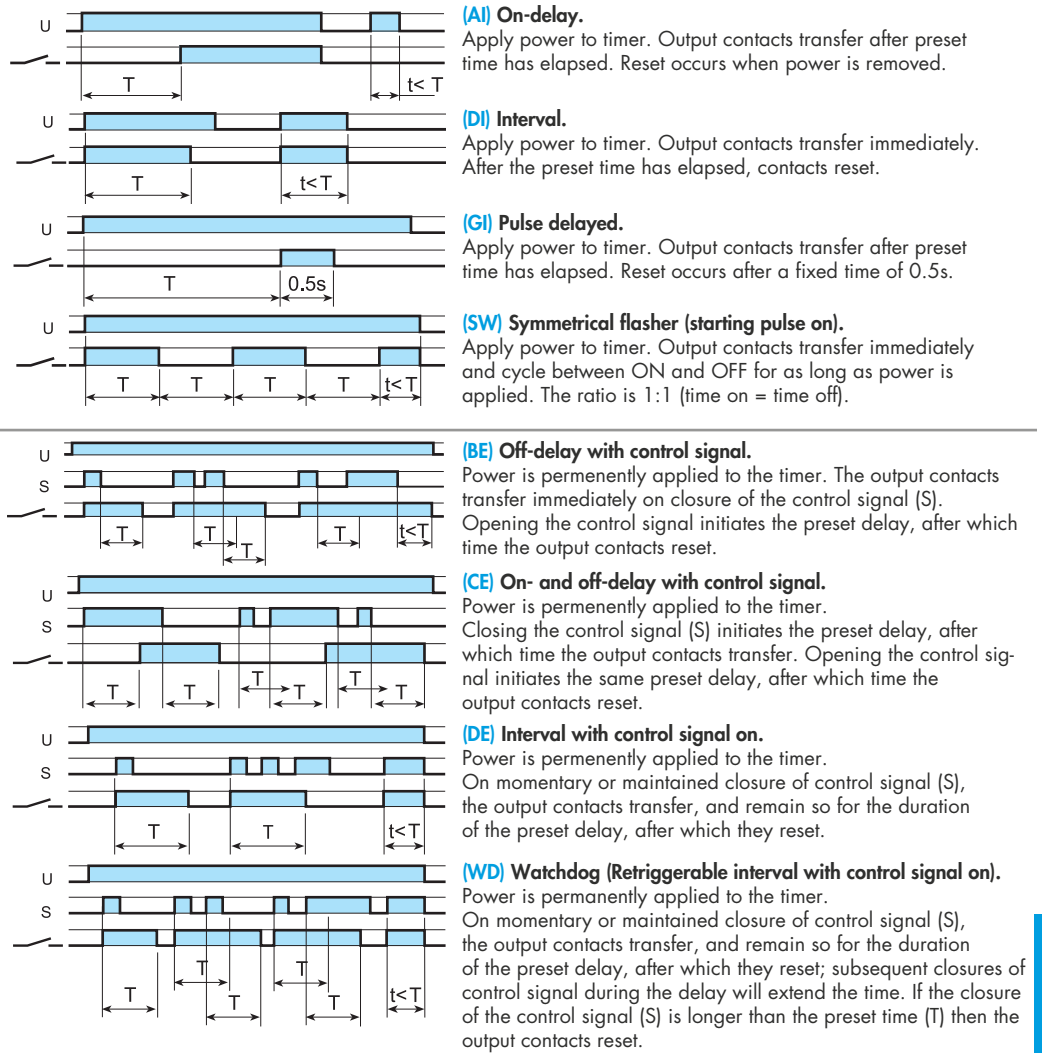 (AI) On-delay.
Apply power to timer. Output contacts transfer after preset
time has elapsed. Reset occurs when power is removed.
U
T
t< T
(DI) Interval.
Apply power to timer. Output contacts transfer immediately.
After the preset time has elapsed, contacts reset.
U
T
t<T
(GI) Pulse delayed.
Apply power to timer. Output contacts transfer after preset
time has elapsed. Reset occurs after a fixed time of 0.5s.
U
T
0.5s
(SW) Symmetrical flasher (starting pulse on).
Apply power to timer. Output contacts transfer immediately
and cycle between ON and OFF for as long as power is
applied. The ratio is 1:1 (time on = time off).
U
T T T T t<T
(BE) Off-delay with control signal.
Power is permenently applied to the timer. The output contacts
transfer immediately on closure of the control signal (S).
Opening the control signal initiates the preset delay, after which
time the output contacts reset.
U
S
T T T t<T
T
(CE) On- and off-delay with control signal.
Power is permenently applied to the timer.
Closing the control signal (S) initiates the preset delay, after
which time the output contacts transfer. Opening the control sig-
nal initiates the same preset delay, after which time the
output contacts reset.
U
S
T T
T T T T
(DE) Interval with control signal on.
Power is permenently applied to the timer.
On momentary or maintained closure of control signal (S),
the output contacts transfer, and remain so for the duration
of the preset delay, after which they reset.
U
S
T T t<T
(WD) Watchdog (Retriggerable interval with control signal on).
Power is permanently applied to the timer.
On momentary or maintained closure of control signal (S),
the output contacts transfer, and remain so for the duration
of the preset delay, after which they reset; subsequent closures of
control signal during the delay will extend the time. If the closure
of the control signal (S) is longer than the preset time (T) then the
output contacts reset.
U
S
T T
T T T t<T